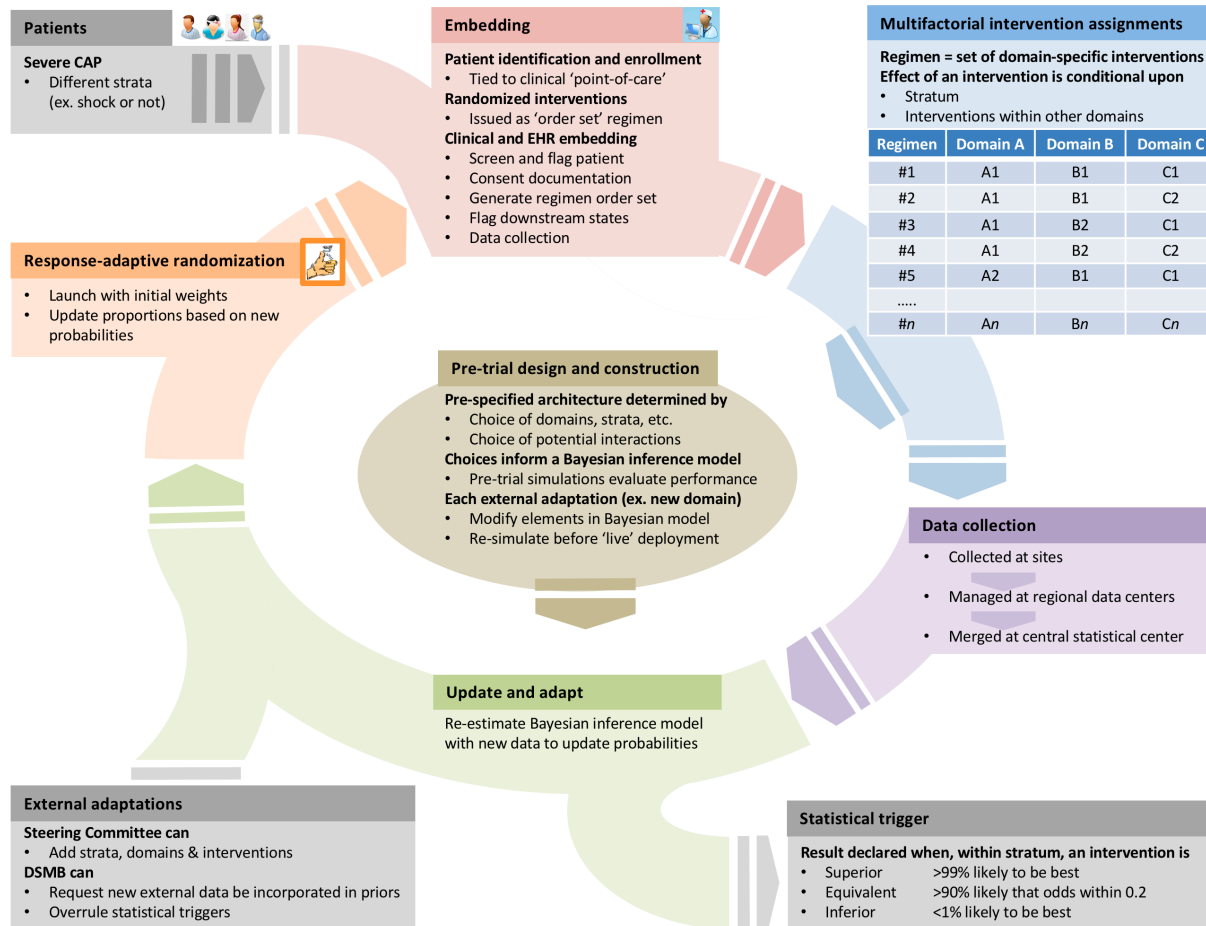 Patients
Severe CAP
• Different strata
(ex. shock or not)
Embedding
Patient identification and enrollment
• Tied to clinical ‘point-of-care’
Randomized interventions
• Issued as ‘order set’ regimen
Clinical and EHR embedding
• Screen and flag patient
• Consent documentation
• Generate regimen order set
• Flag downstream states
• Data collection
Multifactorial intervention assignments
Regimen = set of domain-specific interventions
Effect of an intervention is conditional upon
• Stratum
• Interventions within other domains
Regimen Domain A Domain B Domain C
#1 A1 B1 C1
#2 A1 B1 C2
#3 A1 B2 C1
#4 A1 B2 C2
#5 A2 B1 C1
.....
#n An Bn Cn
Response-adaptive randomization
• Launch with initial weights
• Update proportions based on new
probabilities
Pre-trial design and construction
Pre-specified architecture determined by
• Choice of domains, strata, etc.
• Choice of potential interactions
Choices inform a Bayesian inference model
• Pre-trial simulations evaluate performance
Each external adaptation (ex. new domain)
• Modify elements in Bayesian model
• Re-simulate before ‘live’ deployment
Data collection
• Collected at sites
• Managed at regional data centers
• Merged at central statistical center
Update and adapt
Re-estimate Bayesian inference model
with new data to update probabilities
External adaptations
Steering Committee can
• Add strata, domains & interventions
DSMB can
• Request new external data be incorporated in priors
• Overrule statistical triggers
Statistical trigger
Result declared when, within stratum, an intervention is
• Superior >99% likely to be best
• Equivalent >90% likely that odds within 0.2
• Inferior <1% likely to be best